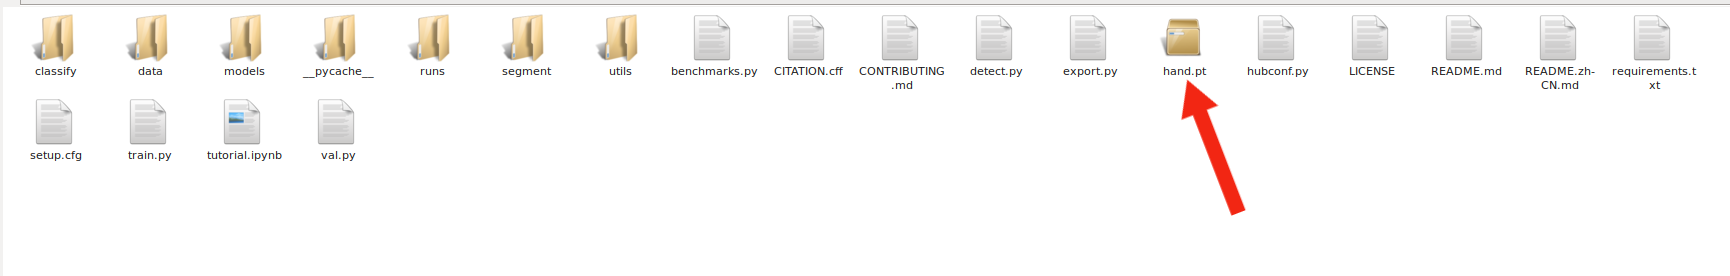 classify
data
models
__pycache__
runs
segment
utils
benchmarks.py
CITATION.cff
CONTRIBUTING
.md
detect.py
export.py
hand.pt
hubconf.py
LICENSE
README.md
README.zh-
CN.md
requirements.t
xt
setup.cfg
train.py
tutorial.ipynb
val.py